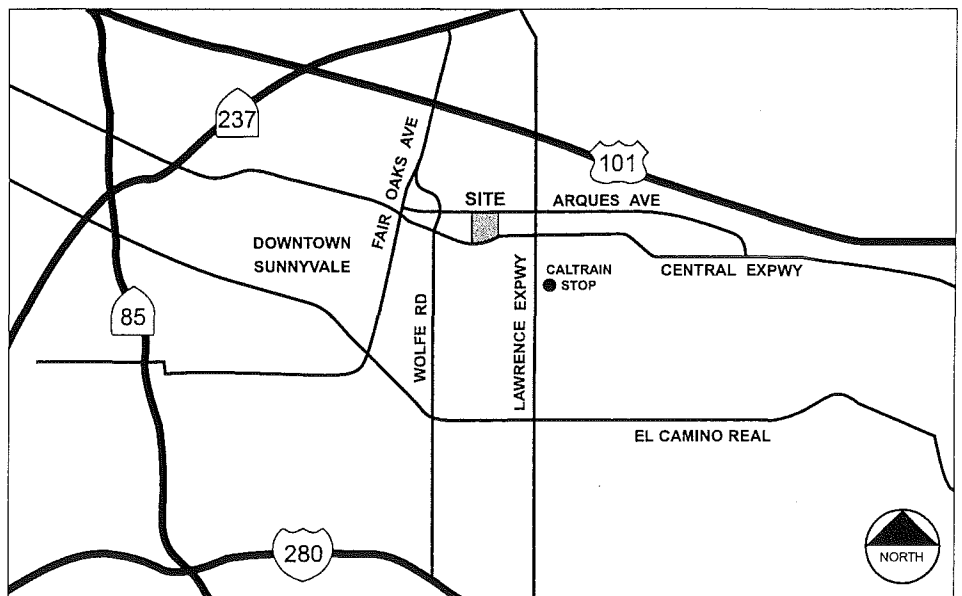 237
101
FAIR OAKS AVE
SITE
ARQUES AVE
DOWNTOWN
SUNNYVALE
CENTRAL EXPWY
CALTRAIN
STOP
85
WOLFE RD
LAWRENCE EXPWY
EL CAMINO REAL
280
NORTH